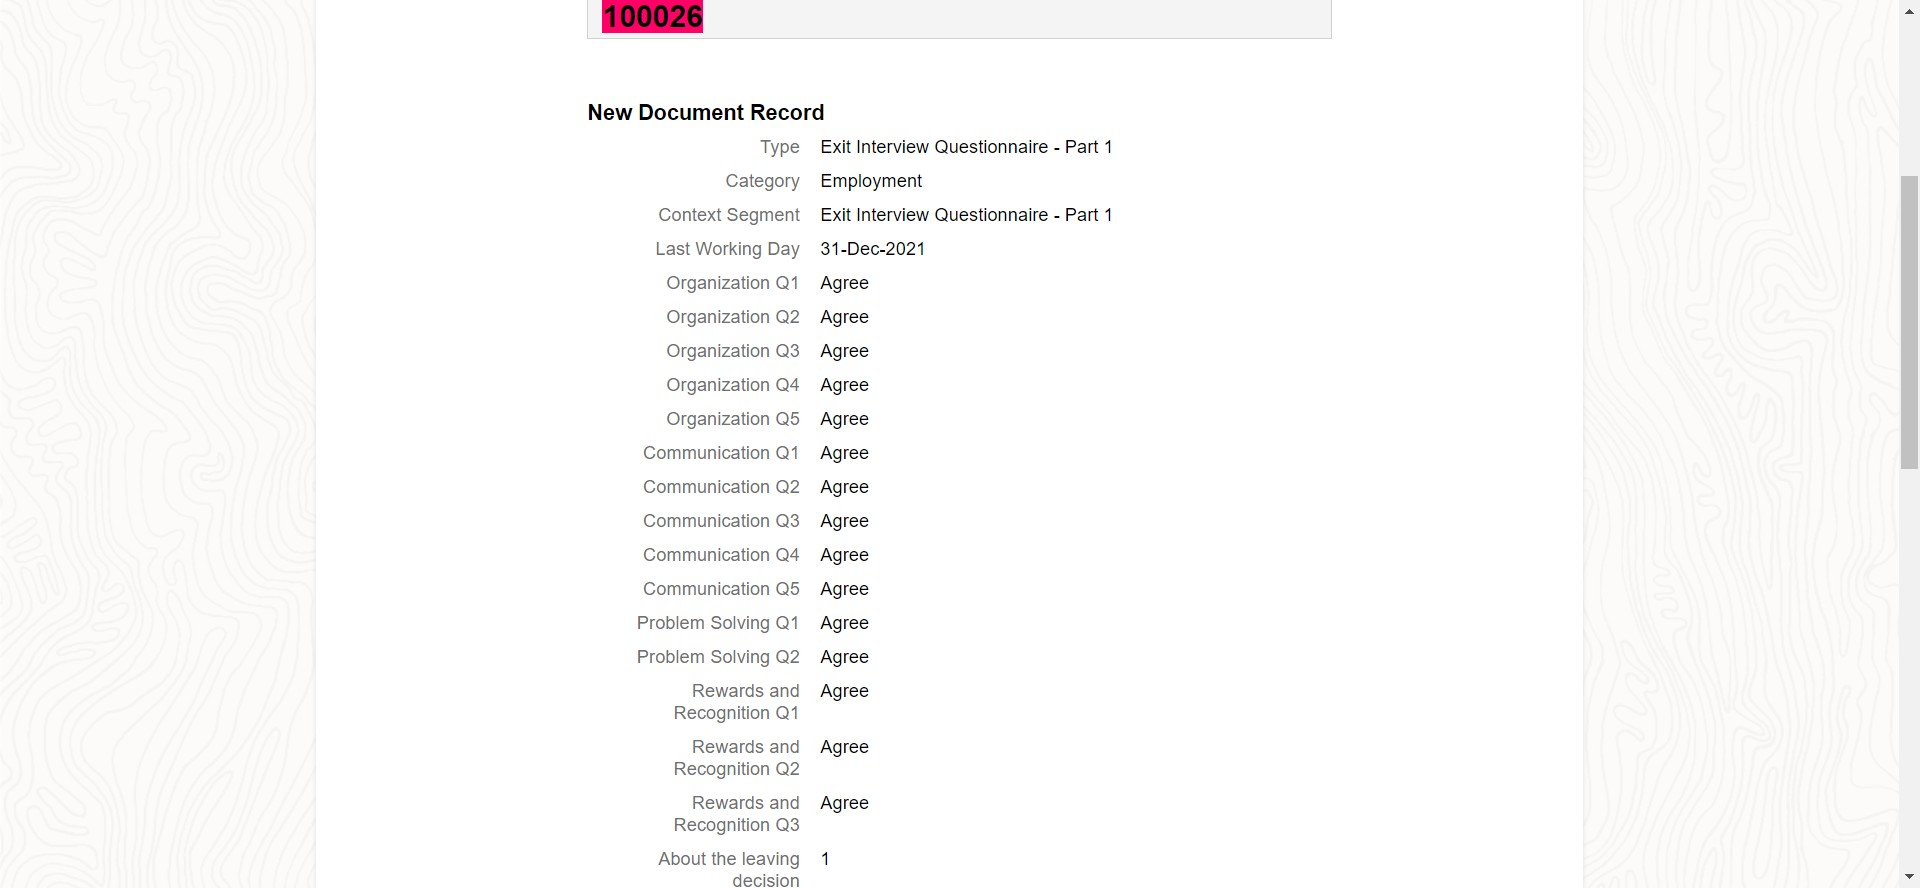 100026
New Document Record
Type Exit Interview Questionnaire - Part 1
Category Employment
Context Segment Exit Interview Questionnaire - Part 1
Last Working Day 31-Dec-2021
Organization Q1 Agree
Organization Q2 Agree
Organization Q3 Agree
Organization Q4 Agree
Organization Q5 Agree
Communication Q1 Agree
Communication Q2 Agree
Communication Q3 Agree
Communication Q4 Agree
Communication Q5 Agree
Problem Solving Q1 Agree
Problem Solving Q2 Agree
Rewards and Agree
Recognition Q1
Rewards and Agree
Recognition Q2
Rewards and Agree
Recognition Q3
About the leaving 1
decision